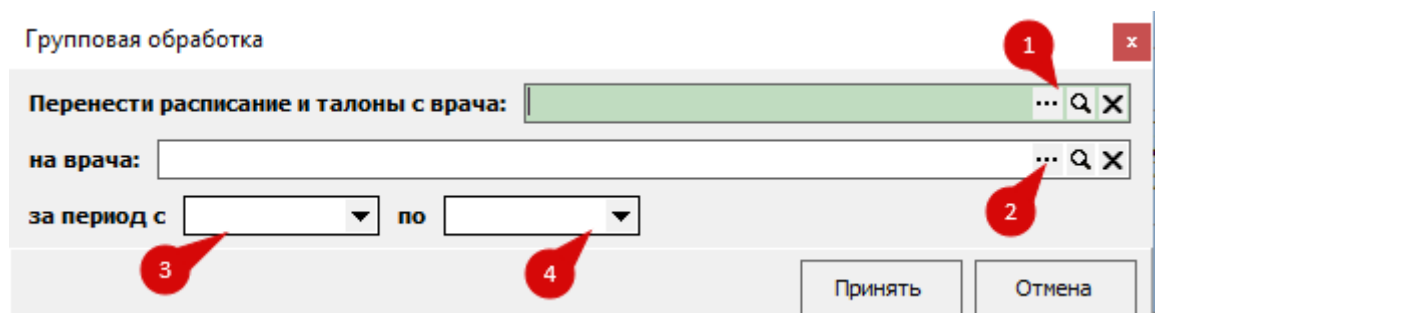 Групповая обработка
1
x
Перенести расписание и талоны с врача:
... 
на врача:
...
за период с по
2
3
4
Принять Отмена